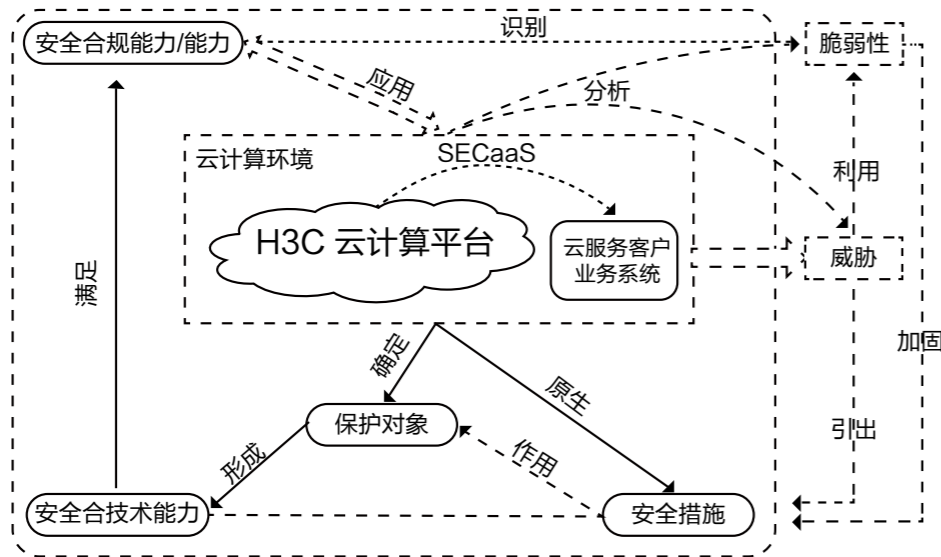 安全合规能力/能力
识别
脆弱性
应用
分析
云计算环境
SECaaS
利用
H3C 云计算平台
云服务客户
业务系统
威胁
满足
确定
加固
原生
保护对象
引出
形成
作用
安全合技术能力
安全措施